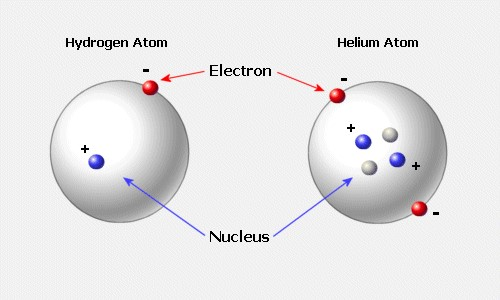 Hydrogen Atom
Helium Atom
-
Electron
-
+
+
+
-
Nucleus